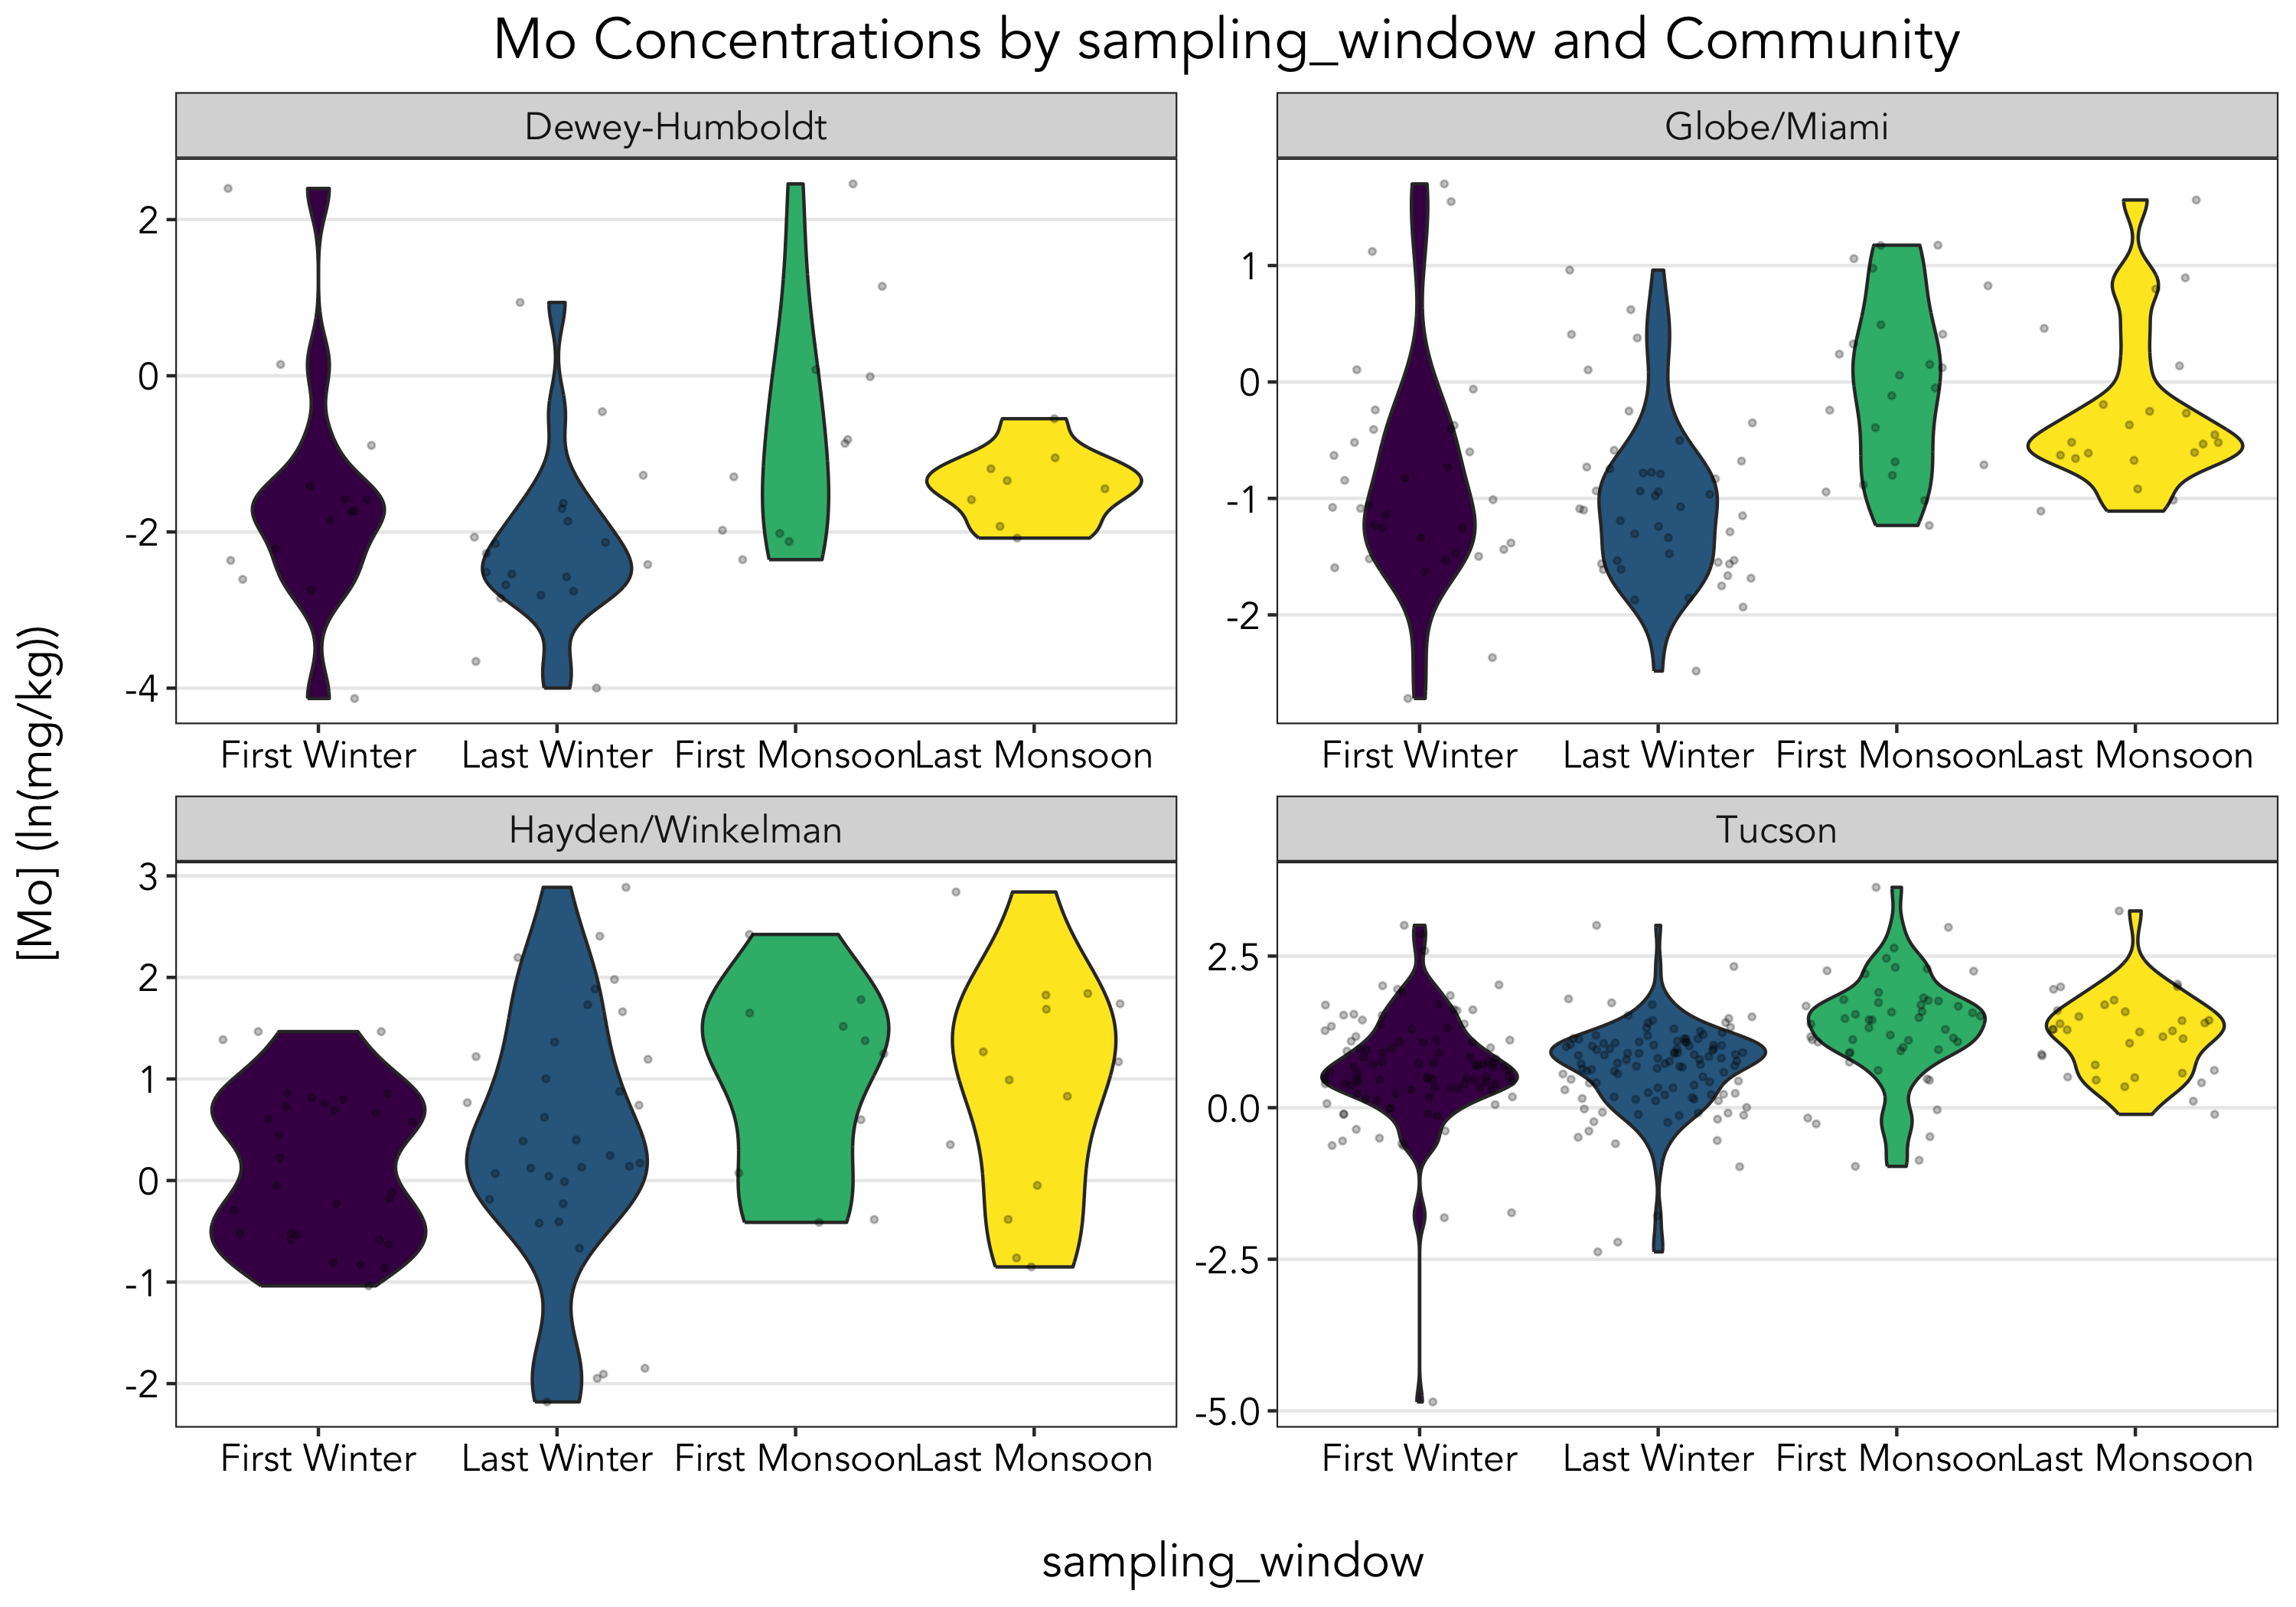 Mo Concentrations by sampling_window and Community
Dewey-Humboldt
Globe/Miami
2
0
-2
-4
1
0
-1
-2
First Winter Last Winter First Monsoon Last Monsoon
First Winter Last Winter First Monsoon Last Monsoon
[Mo] (ln(mg/kg))
Hayden/Winkelman
Tucson
3
2
1
0
-1
-2
2.5
0.0
-2.5
-5.0
First Winter Last Winter First Monsoon Last Monsoon
First Winter Last Winter First Monsoon Last Monsoon
sampling_window